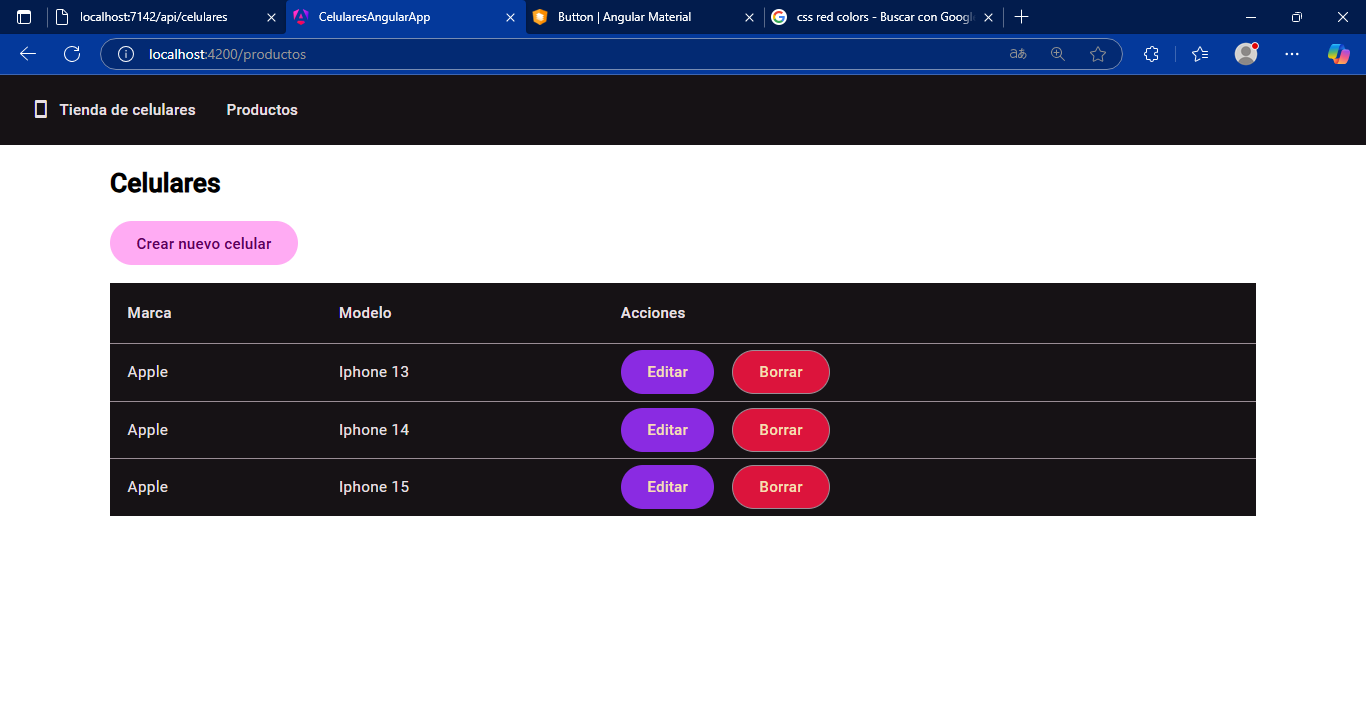 localhost:7142/api/celulares
CelularesAngularApp
Button | Angular Material
css red colors - Buscar con Googl
localhost:4200/productos
aあ
Tienda de celulares
Productos
Celulares
Crear nuevo celular
Marca Modelo Acciones
Apple Iphone 13 Editar Borrar
Apple Iphone 14 Editar Borrar
Apple Iphone 15 Editar Borrar